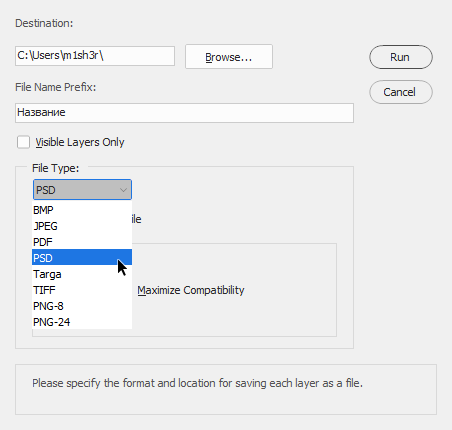 Destination:
C:\Users\m1sh3r\
Browse...
Run
File Name Prefix:
Cancel
Название
Visible Layers Only
File Type:
PSD
BMP
JPEG
PDF
PSD
Targa
TIFF
PNG-8
PNG-24
Maximize Compatibility
Please specify the format and location for saving each layer as a file.